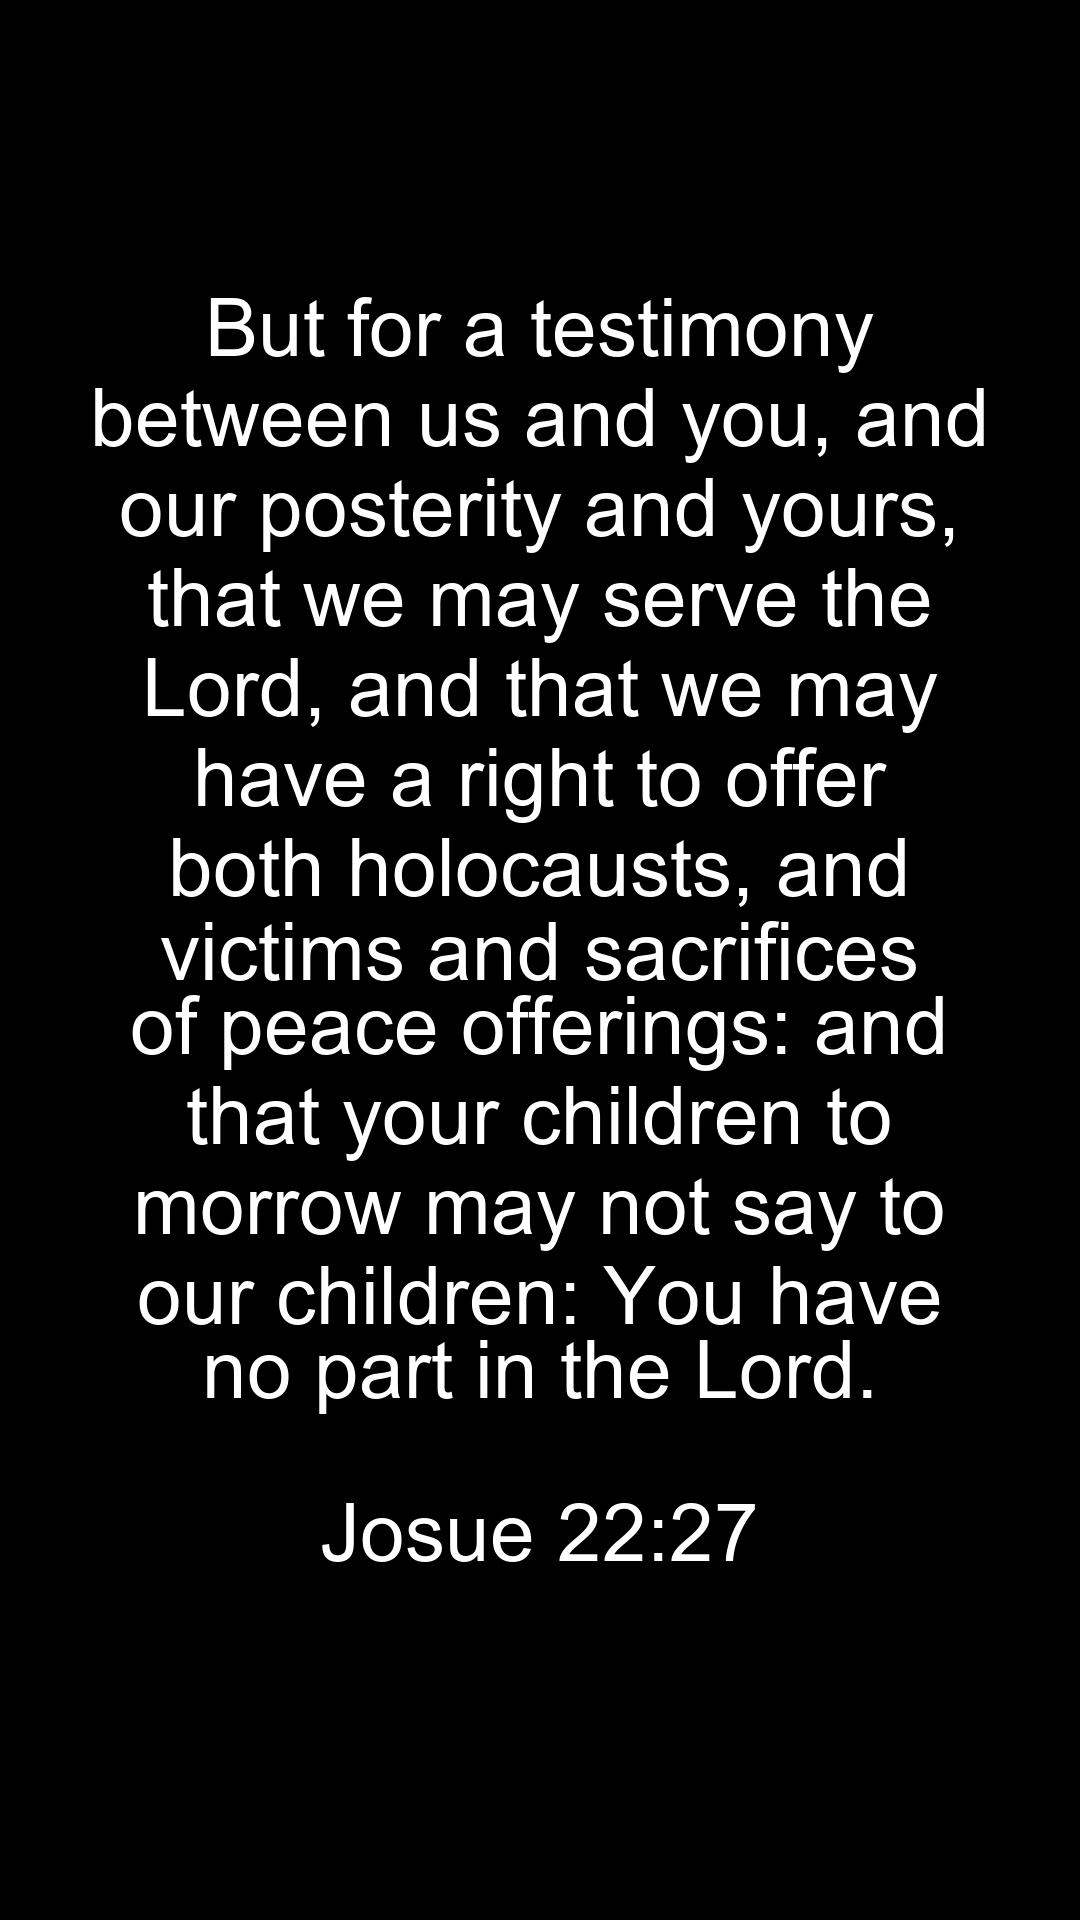 But for a testimony
between us and you, and
our posterity and yours,
that we may serve the
Lord, and that we may
have a right to offer
both holocausts, and
victims and sacrifices
of peace offerings: and
that your children to
morrow may not say to
our children: You have
no part in the Lord.
Josue 22:27